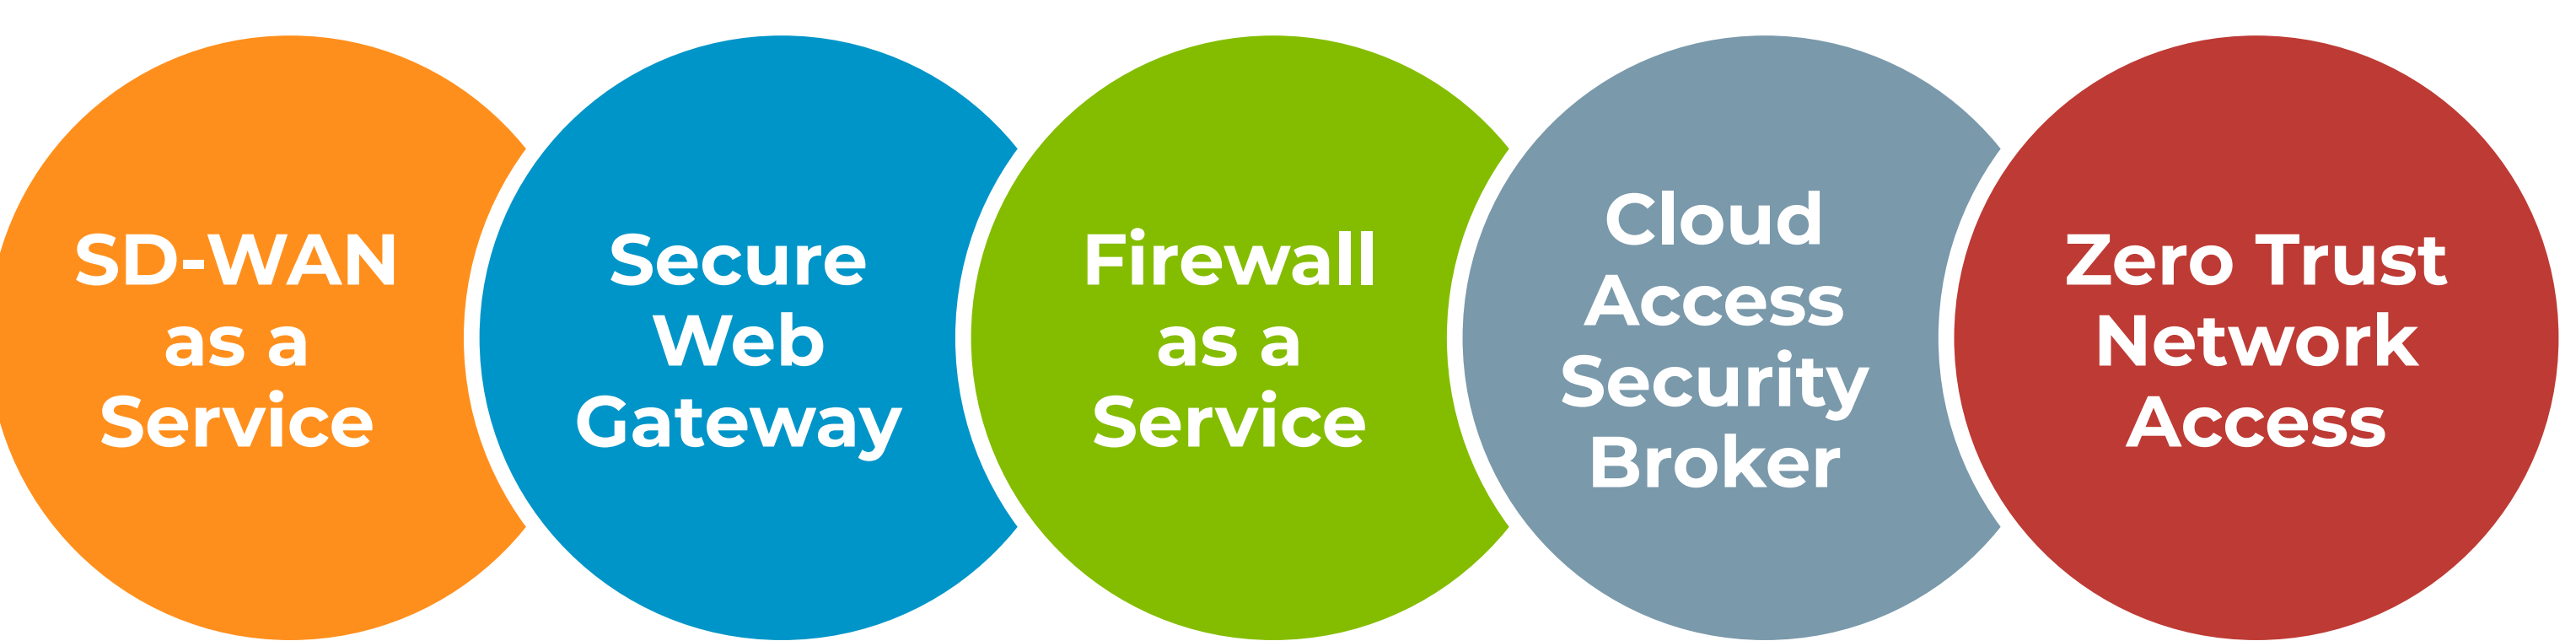 SD-WAN
as a
Service
Secure
Web
Gateway
Firewall
as a
Service
Cloud
Access
Security
Broker
Zero Trust
Network
Access